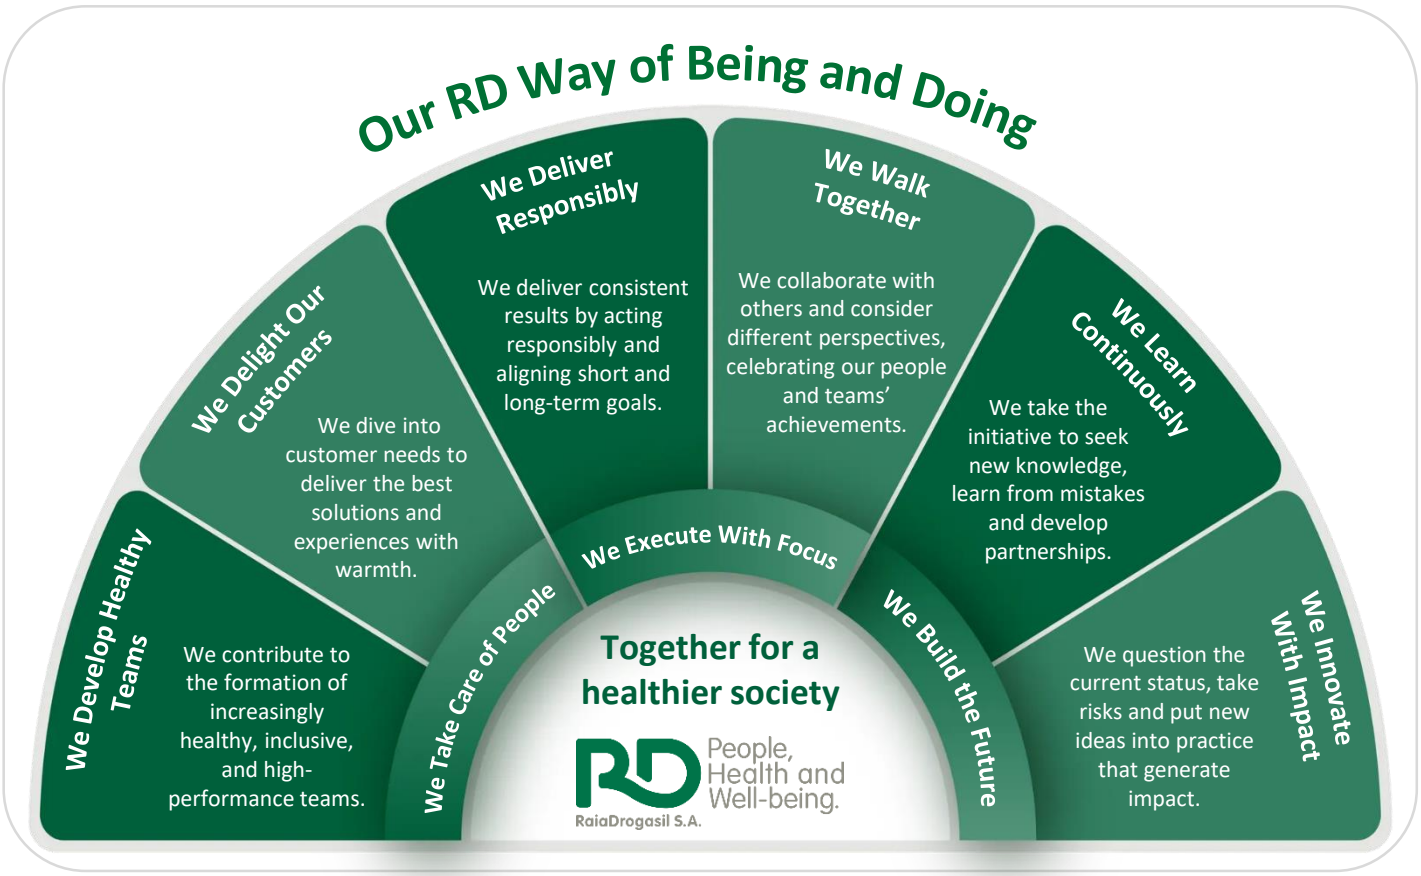 Our RD Way of Being and Doing
We Develop Healthy
Teams
We contribute to
the formation of
increasingly
healthy, inclusive,
and high-
performance teams.
We Delight Our
Customers
We dive into
customer needs to
deliver the best
solutions and
experiences with
warmth.
We Deliver
Responsibly
We deliver consistent
results by acting
responsibly and
aligning short and
long-term goals.
We Walk
Together
We collaborate with
others and consider
different perspectives,
celebrating our people
and teams’
achievements.
We Learn
Continuously
We take the
initiative to seek
new knowledge,
learn from mistakes
and develop
partnerships.
We Innovate
With Impact
We question the
current status, take
risks and put new
ideas into practice
that generate
impact.
We Take Care of People
We Execute With Focus
We Build the Future
Together for a
healthier society
RD
People,
Health and
Well-being.
RaiaDrogasil S.A.